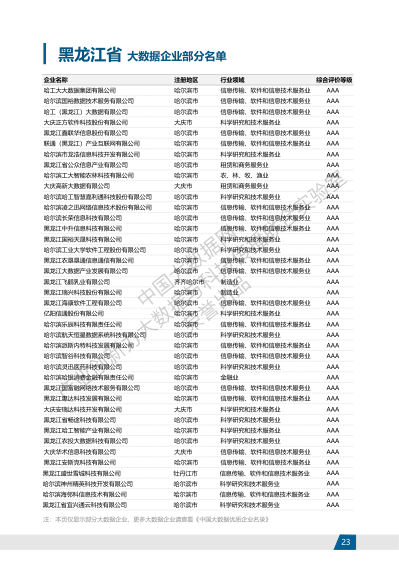 黑龙江省 大数据企业部分名单
企业名称 注册地区 行业领域 综合评价等级
哈工大大数据集团有限公司 哈尔滨市 信息传输、软件和信息技术服务业 AAA
哈尔滨国裕数据技术服务有限公司 哈尔滨市 信息传输、软件和信息技术服务业 AAA
哈工（黑龙江）大数据有限公司 哈尔滨市 信息传输、软件和信息技术服务业 AAA
大庆正方软件科技股份有限公司 大庆市 科学研究和技术服务业 AAA
黑龙江鑫联华信息股份有限公司 哈尔滨市 信息传输、软件和信息技术服务业 AAA
联通（黑龙江）产业互联网有限公司 哈尔滨市 信息传输、软件和信息技术服务业 AAA
哈尔滨市龙浩信息科技开发有限公司 哈尔滨市 科学研究和技术服务业 AAA
黑龙江省公众信息产业有限公司 哈尔滨市 租赁和商务服务业 AAA
哈尔滨工大智能农林科技有限公司 哈尔滨市 农、林、牧、渔业 AAA
大庆高新大数据有限公司 大庆市 租赁和商务服务业 AAA
哈尔滨哈工智慧嘉利通科技股份有限公司 哈尔滨市 科学研究和技术服务业 AAA
哈尔滨凌之迅网络信息技术股份有限公司 哈尔滨市 信息传输、软件和信息技术服务业 AAA
哈尔滨长荣信息科技有限公司 哈尔滨市 信息传输、软件和信息技术服务业 AAA
黑龙江中升信息科技有限公司 哈尔滨市 信息传输、软件和信息技术服务业 AAA
黑龙江国裕天晟科技有限公司 哈尔滨市 科学研究和技术服务业 AAA
哈尔滨工业大学软件工程股份有限公司 哈尔滨市 科学研究和技术服务业 AAA
黑龙江农垦垦通信息通信有限公司 哈尔滨市 信息传输、软件和信息技术服务业 AAA
黑龙江大数据产业发展有限公司 哈尔滨市 信息传输、软件和信息技术服务业 AAA
黑龙江飞鹤乳业有限公司 齐齐哈尔市 制造业 AAA
黑龙江瑞兴科技股份有限公司 哈尔滨市 制造业 AAA
黑龙江海康软件工程有限公司 哈尔滨市 信息传输、软件和信息技术服务业 AAA
亿阳信通股份有限公司 哈尔滨市 科学研究和技术服务业 AAA
哈尔滨乐辰科技有限责任公司 哈尔滨市 信息传输、软件和信息技术服务业 AAA
哈尔滨航天恒星数据系统科技有限公司 哈尔滨市 科学研究和技术服务业 AAA
哈尔滨派腾内特科技发展有限公司 哈尔滨市 信息传输、软件和信息技术服务业 AAA
哈尔滨智谷科技有限公司 哈尔滨市 信息传输、软件和信息技术服务业 AAA
哈尔滨灵迅医药科技有限公司 哈尔滨市 科学研究和技术服务业 AAA
哈尔滨哈银消费金融有限责任公司 哈尔滨市 金融业 AAA
黑龙江国富融网络技术服务有限公司 哈尔滨市 信息传输、软件和信息技术服务业 AAA
黑龙江惠达科技发展有限公司 哈尔滨市 信息传输、软件和信息技术服务业 AAA
大庆安瑞达科技开发有限公司 大庆市 科学研究和技术服务业 AAA
黑龙江省畅途科技有限公司 哈尔滨市 科学研究和技术服务业 AAA
黑龙江哈工智能产业有限公司 哈尔滨市 科学研究和技术服务业 AAA
黑龙江农投大数据科技有限公司 哈尔滨市 科学研究和技术服务业 AAA
大庆华术信息科技有限公司 大庆市 信息传输、软件和信息技术服务业 AAA
黑龙江安斯克科技有限公司 哈尔滨市 信息传输、软件和信息技术服务业 AAA
黑龙江盛世雪城科技有限公司 牡丹江市 信息传输、软件和信息技术服务业 AAA
哈尔滨神州精英科技开发有限公司 哈尔滨市 科学研究和技术服务业 AAA
哈尔滨海邻科信息技术有限公司 哈尔滨市 信息传输、软件和信息技术服务业 AAA
黑龙江省宜兴通云科技有限公司 哈尔滨市 科学研究和技术服务业 AAA
注：本页仅显示部分大数据企业，更多大数据企业请查看《中国大数据优质企业名录》
23